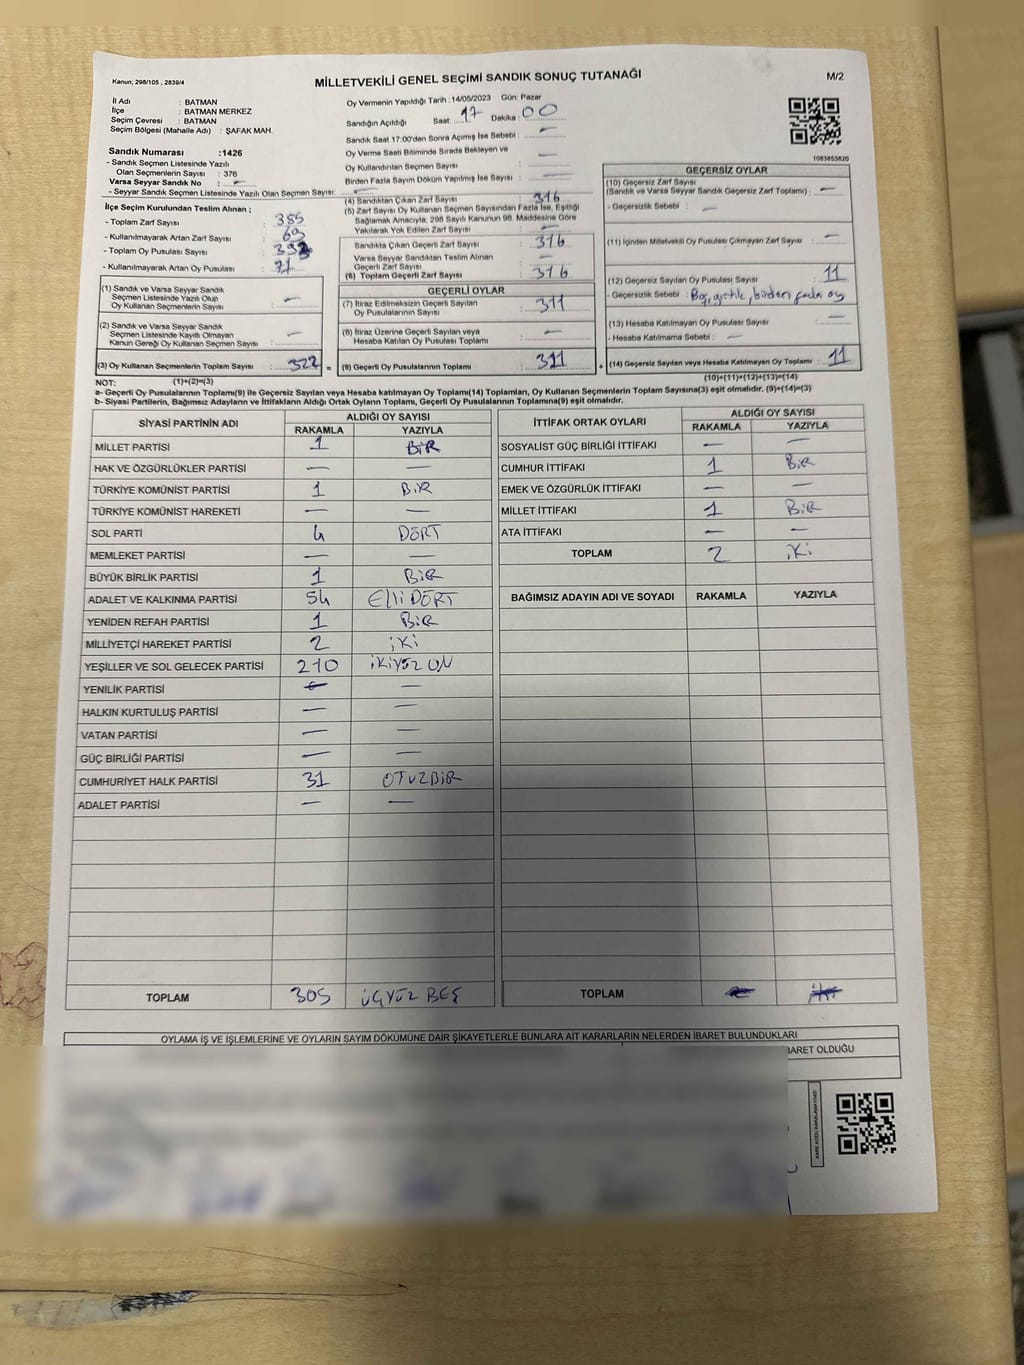 Kanun: 298/105 , 2839/4
MİLLETVEKİLİ GENEL SEÇİMİ SANDIK SONUÇ TUTANAĞI
M/2
İl Adı : BATMAN
İlçe : BATMAN MERKEZ
Seçim Çevresi : BATMAN
Seçim Bölgesi (Mahalle Adı) : ŞAFAK MAH.
Sandık Numarası :1426
- Sandık Seçmen Listesinde Yazılı
Olan Seçmenlerin Sayısı : 376
Varsa Seyyar Sandık No : —
- Seyyar Sandık Seçmen Listesinde Yazılı Olan Seçmen Sayısı: —
Oy Vermenin Yapıldığı Tarih :14/05/2023 Gün: Pazar
Sandığın Açıldığı Saat: 17 Dakika : 00
Sandık Saat 17:00'den Sonra Açılmış İse Sebebi : —
Oy Verme Saati Bitiminde Sırada Bekleyen ve
Oy Kullandırılan Seçmen Sayısı : —
Birden Fazla Sayım Döküm Yapılmış İse Sayısı : —
İlçe Seçim Kurulundan Teslim Alınan ;
- Toplam Zarf Sayısı : 385
- Kullanılmayarak Artan Zarf Sayısı : 69
- Toplam Oy Pusulası Sayısı :
- Kullanılmayarak Artan Oy Pusulası : 71
(4) Sandıktan Çıkan Zarf Sayısı : 316
(5) Zarf Sayısı Oy Kullanan Seçmen Sayısından Fazla İse, Eşitliği
Sağlamak Amacıyla, 298 Sayılı Kanunun 98. Maddesine Göre
Yakılarak Yok Edilen Zarf Sayısı : —
Sandıkta Çıkan Geçerli Zarf Sayısı : 316
Varsa Seyyar Sandıktan Teslim Alınan
Geçerli Zarf Sayısı : —
(6) Toplam Geçerli Zarf Sayısı : 316
1083853820
GEÇERSİZ OYLAR
(10) Geçersiz Zarf Sayısı
(Sandık ve Varsa Seyyar Sandık Geçersiz Zarf Toplamı) : —
- Geçersizlik Sebebi : —
(11) İçinden Milletvekili Oy Pusulası Çıkmayan Zarf Sayısı : —
(12) Geçersiz Sayılan Oy Pusulası Sayısı : 11
- Geçersizlik Sebebi : Boş, yırtık, birden fazla oy
(13) Hesaba Katılmayan Oy Pusulası Sayısı : —
- Hesaba Katılmama Sebebi : —
(14) Geçersiz Sayılan veya Hesaba Katılmayan Oy Toplamı : 11
(10)+(11)+(12)+(13)=(14)
(1) Sandık ve Varsa Seyyar Sandık
Seçmen Listesinde Yazılı Olup
Oy Kullanan Seçmenlerin Sayısı : —
(2) Sandık ve Varsa Seyyar Sandık
Seçmen Listesinde Kayıtlı Olmayan
Kanun Gereği Oy Kullanan Seçmen Sayısı : —
(3) Oy Kullanan Seçmenlerin Toplam Sayısı : 322 =
GEÇERLİ OYLAR
(7) İtiraz Edilmeksizin Geçerli Sayılan
Oy Pusulalarının Sayısı : 311
(8) İtiraz Üzerine Geçerli Sayılan veya
Hesaba Katılan Oy Pusulası Toplamı : —
(9) Geçerli Oy Pusulalarının Toplamı : 311 +
NOT: (1)+(2)=(3)
a- Geçerli Oy Pusulalarının Toplamı(9) ile Geçersiz Sayılan veya Hesaba katılmayan Oy Toplamı(14) Toplamları, Oy Kullanan Seçmenlerin Toplam Sayısına(3) eşit olmalıdır. (9)+(14)=(3)
b- Siyasi Partilerin, Bağımsız Adayların ve İttifakların Aldığı Ortak Oyların Toplamı, Geçerli Oy Pusulalarının Toplamına(9) eşit olmalıdır.
SİYASİ PARTİNİN ADI ALDIĞI OY SAYISI
RAKAMLA YAZIYLA
MİLLET PARTİSİ 1 BİR
HAK VE ÖZGÜRLÜKLER PARTİSİ — —
TÜRKİYE KOMÜNİST PARTİSİ 1 BİR
TÜRKİYE KOMÜNİST HAREKETİ — —
SOL PARTİ 4 DÖRT
MEMLEKET PARTİSİ — —
BÜYÜK BİRLİK PARTİSİ 1 BİR
ADALET VE KALKINMA PARTİSİ 54 ELLİ DÖRT
YENİDEN REFAH PARTİSİ 1 BİR
MİLLİYETÇİ HAREKET PARTİSİ 2 İKİ
YEŞİLLER VE SOL GELECEK PARTİSİ 210 İKİYÜZ ON
YENİLİK PARTİSİ — —
HALKIN KURTULUŞ PARTİSİ — —
VATAN PARTİSİ — —
GÜÇ BİRLİĞİ PARTİSİ — —
CUMHURİYET HALK PARTİSİ 31 OTUZBİR
ADALET PARTİSİ — —
TOPLAM 305 ÜÇYÜZ BEŞ
İTTİFAK ORTAK OYLARI ALDIĞI OY SAYISI
RAKAMLA YAZIYLA
SOSYALİST GÜÇ BİRLİĞİ İTTİFAKI — —
CUMHUR İTTİFAKI 1 BİR
EMEK VE ÖZGÜRLÜK İTTİFAKI — —
MİLLET İTTİFAKI 1 BİR
ATA İTTİFAKI — —
TOPLAM 2 İKİ
BAĞIMSIZ ADAYIN ADI VE SOYADI RAKAMLA YAZIYLA
TOPLAM
OYLAMA İŞ VE İŞLEMLERİNE VE OYLARIN SAYIM DÖKÜMÜNE DAİR ŞİKAYETLERLE BUNLARA AİT KARARLARIN NELERDEN İBARET BULUNDUKLARI
BARET OLDUĞU